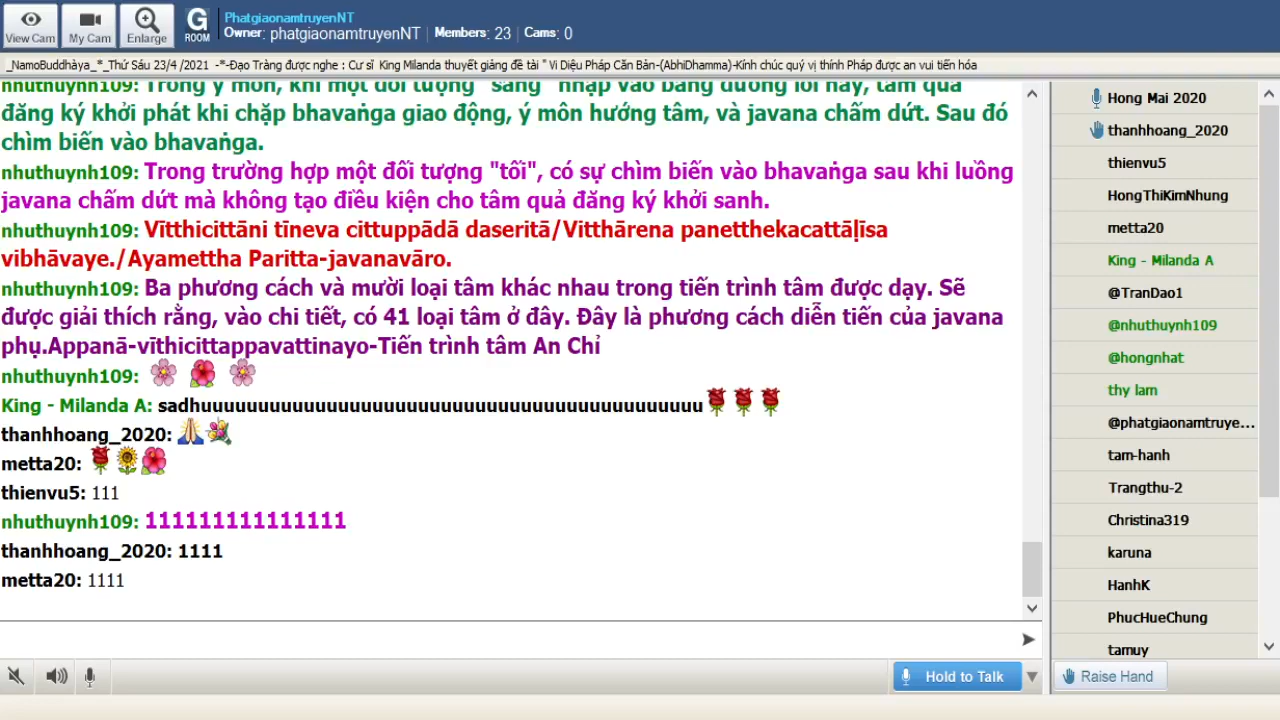 PhatgiaonamtruyenNT
View Cam
My Cam
Enlarge
G
ROOM
Owner: phatgiaonamtruyenNT | Members: 23 | Cams: 0
_NamoBuddhàya_*_Thứ Sáu 23/4 /2021 -*-Đạo Tràng được nghe : Cư sĩ King Milanda thuyết giảng đề tài " Vi Diệu Pháp Căn Bản-(AbhiDhamma)-Kính chúc quý vị thính Pháp được an vui tiến hóa
nhuthuynh109: Trong ý môn, khi một đối tượng "sáng" nhập vào bằng đường lối này, tâm quả
đăng ký khởi phát khi chặp bhavaṅga giao động, ý môn hướng tâm, và javana chấm dứt. Sau đó
chìm biến vào bhavaṅga.
nhuthuynh109: Trong trường hợp một đối tượng "tối", có sự chìm biến vào bhavaṅga sau khi luồng
javana chấm dứt mà không tạo điều kiện cho tâm quả đăng ký khởi sanh.
nhuthuynh109: Vīthicittāni tīneva cittuppādā daseritā/Vitthārena panetthekacattāḷīsa
vibhāvaye./Ayamettha Paritta-javanavāro.
nhuthuynh109: Ba phương cách và mười loại tâm khác nhau trong tiến trình tâm được dạy. Sẽ
được giải thích rằng, vào chi tiết, có 41 loại tâm ở đây. Đây là phương cách diễn tiến của javana
phụ.Appanā-vīthicittappavattinayo-Tiến trình tâm An Chỉ
nhuthuynh109:
King - Milanda A: sadhuuuuuuuuuuuuuuuuuuuuuuuuuuuuuuuuuuuuuuuuuuuu
thanhhoang_2020:
metta20:
thienvu5: 111
nhuthuynh109: 111111111111111
thanhhoang_2020: 1111
metta20: 1111
Hold to Talk
Hong Mai 2020
thanhhoang_2020
thienvu5
HongThiKimNhung
metta20
King - Milanda A
@TranDao1
@nhuthuynh109
@hongnhat
thy lam
@phatgiaonamtruye...
tam-hanh
Trangthu-2
Christina319
karuna
HanhK
PhucHueChung
tamuy
Raise Hand